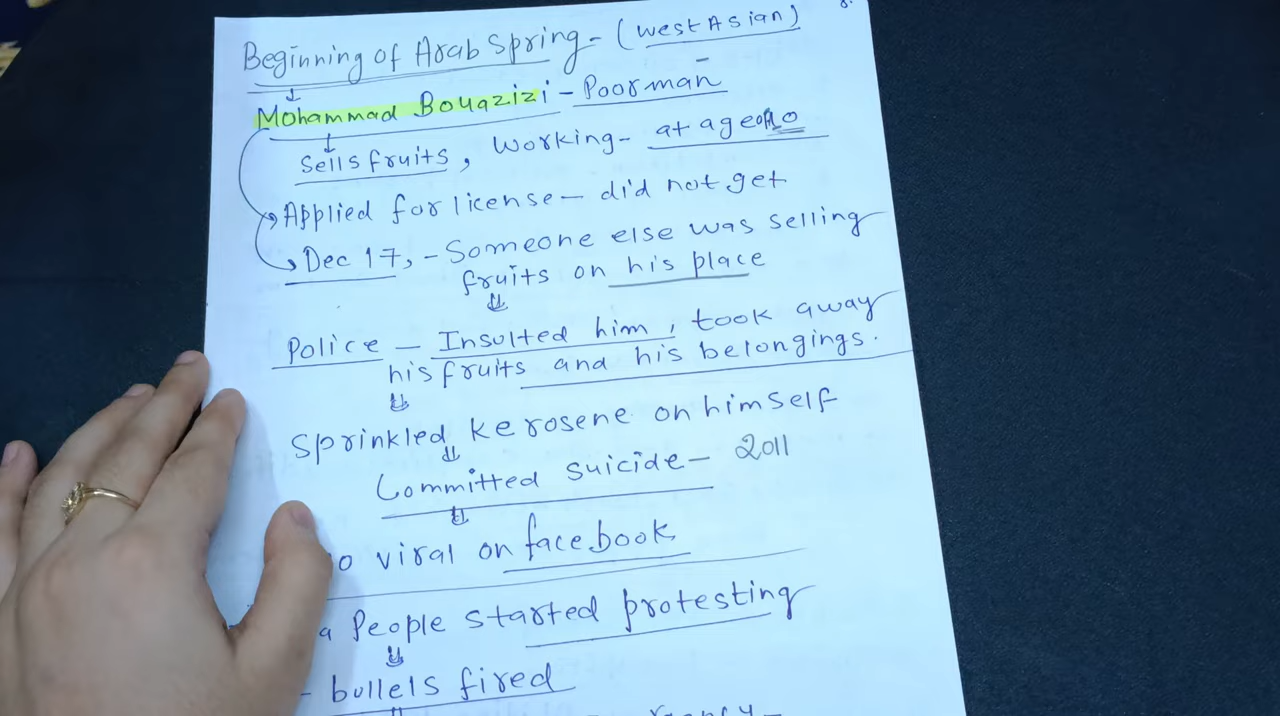 Beginning of Arab Spring - (West Asian)
Mohammad Bouazizi - Poor man
Sells fruits, Working - at age of 10
Applied for license - did not get
Dec 17, - Someone else was selling
fruits on his place
Police - Insulted him, took away
his fruits and his belongings.
Sprinkled kerosene on himself
Committed suicide - 2011
viral on facebook
People started protesting
- bullets fired